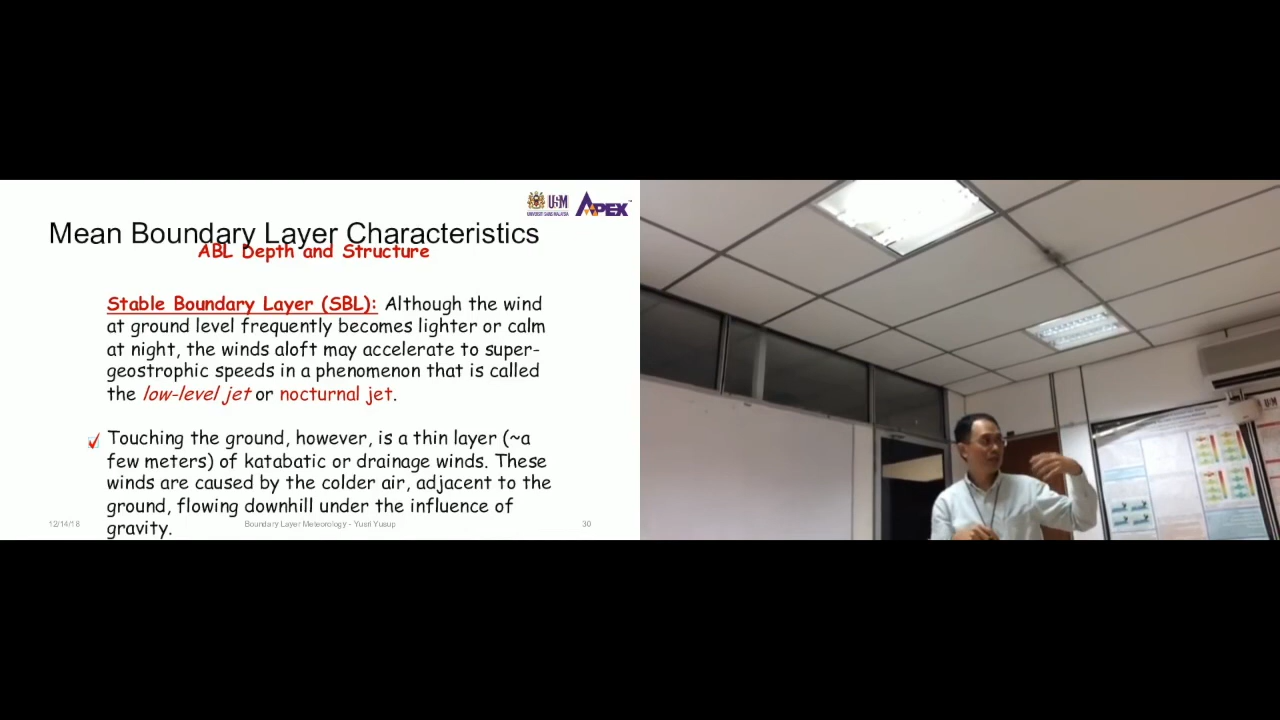 USM
UNIVERSITI SAINS MALAYSIA
APEX
Mean Boundary Layer Characteristics
ABL Depth and Structure
Stable Boundary Layer (SBL): Although the wind
at ground level frequently becomes lighter or calm
at night, the winds aloft may accelerate to super-
geostrophic speeds in a phenomenon that is called
the low-level jet or nocturnal jet.
Touching the ground, however, is a thin layer (~a
few meters) of katabatic or drainage winds. These
winds are caused by the colder air, adjacent to the
ground, flowing downhill under the influence of
gravity.
12/14/18
Boundary Layer Meteorology - Yusri Yusup
30